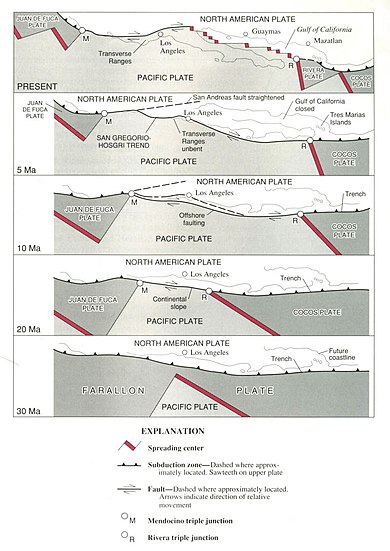 JUAN DE FUCA
PLATE
NORTH AMERICAN PLATE
M
Transverse
Ranges
Los
Angeles
Guaymas
Gulf of California
Mazatlan
R
RIVERA
PLATE
COCOS
PLATE
PACIFIC PLATE
PRESENT
JUAN
DE FUCA
PLATE
NORTH AMERICAN PLATE
San Andreas fault straightened
M
Los Angeles
Gulf of California
closed
Tres Marias
Islands
SAN GREGORIO-
HOSGRI TREND
Transverse
Ranges
unbent
R
PACIFIC PLATE
COCOS
PLATE
5 Ma
NORTH AMERICAN PLATE
Los Angeles
Trench
JUAN DE FUCA
PLATE
M
Offshore
faulting
R
PACIFIC PLATE
COCOS
PLATE
10 Ma
NORTH AMERICAN PLATE
Los Angeles
Trench
JUAN DE FUCA
PLATE
M
Continental
slope
R
PACIFIC PLATE
COCOS PLATE
20 Ma
NORTH AMERICAN PLATE
Los Angeles
Trench
Future
coastline
FARALLON PLATE
PACIFIC PLATE
30 Ma
EXPLANATION
Spreading center
Subduction zone—Dashed where approx-
imately located. Sawteeth on upper plate
Fault—Dashed where approximately located.
Arrows indicate direction of relative
movement
M Mendocino triple junction
R Rivera triple junction